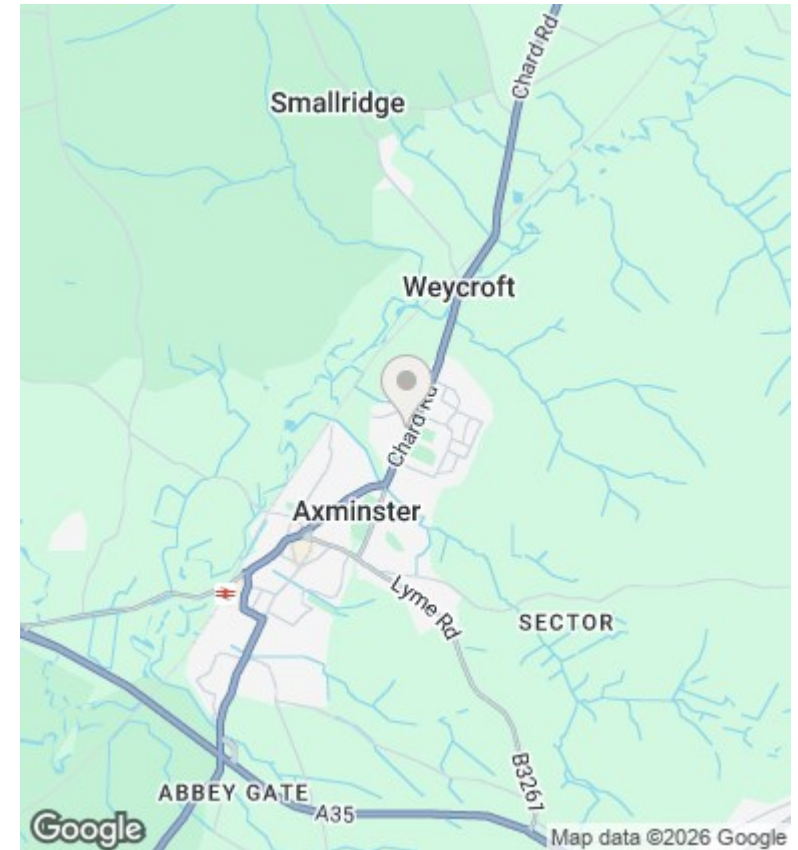 Chard Rd
Smallridge
Weycroft
Chard Rd
Axminster
Lyme Rd
SECTOR
B3261
ABBEY GATE
A35
Google
Map data ©2026 Google